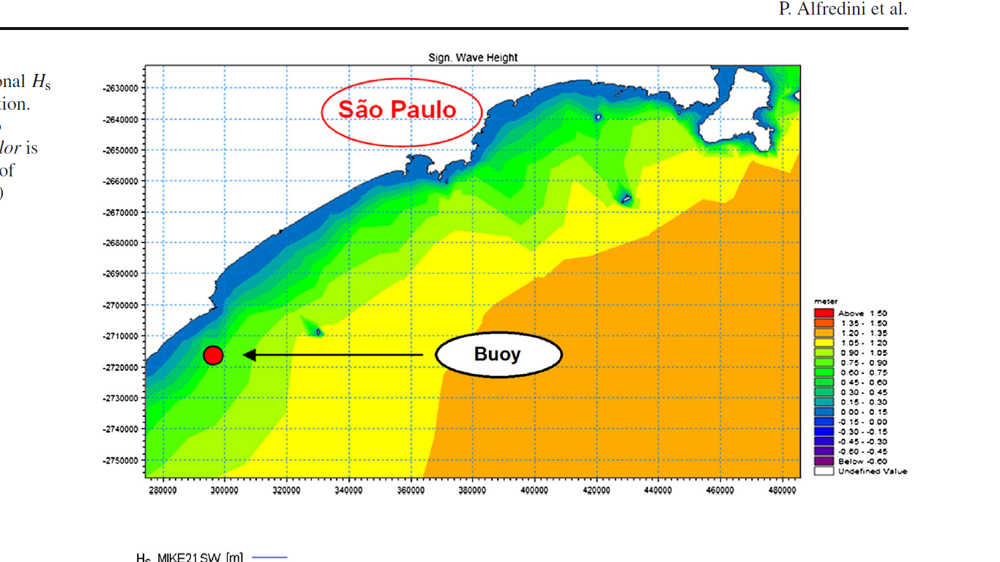 P. Alfredini et al.
onal Hs
tion.
lor is
of
)
Sign. Wave Height
São Paulo
Buoy
-2630000
-2640000
-2650000
-2660000
-2670000
-2680000
-2690000
-2700000
-2710000
-2720000
-2730000
-2740000
-2750000
280000 300000 320000 340000 360000 380000 400000 420000 440000 460000 480000
meter
Above 1.50
1.35 - 1.50
1.20 - 1.35
1.05 - 1.20
0.90 - 1.05
0.75 - 0.90
0.60 - 0.75
0.45 - 0.60
0.30 - 0.45
0.15 - 0.30
0.00 - 0.15
-0.15 - 0.00
-0.30 - -0.15
-0.45 - -0.30
-0.60 - -0.45
Below -0.60
Undefined Value
Hs, MIKE21 SW [m]